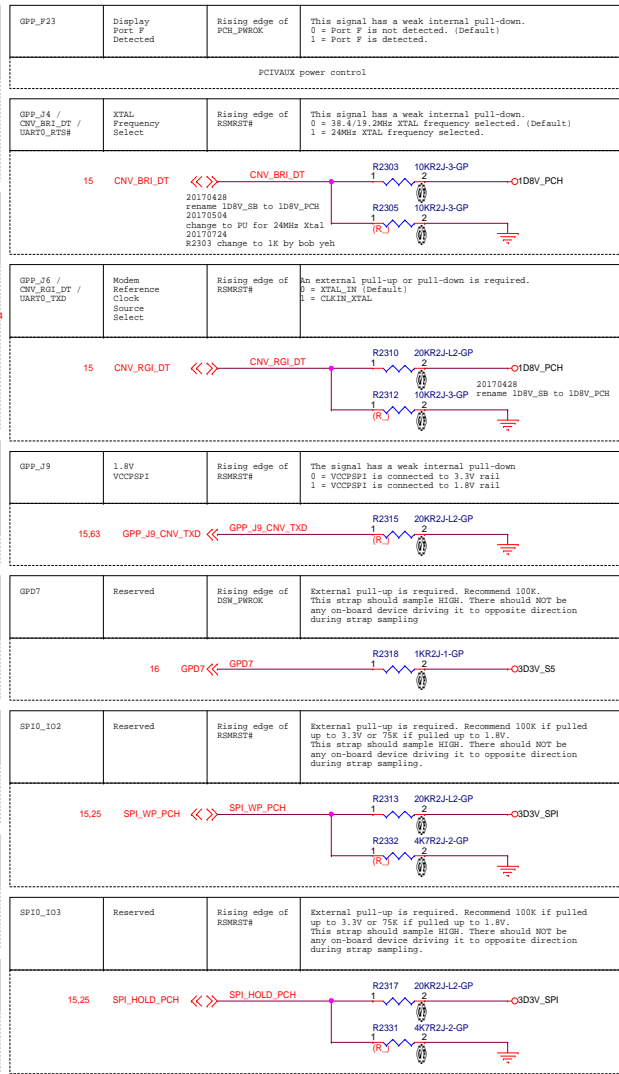 GPP_F23
Display
Port F
Detected
Rising edge of
PCH_PWROK
This signal has a weak internal pull-down.
0 = Port F is not detected. (Default)
1 = Port F is detected.
PCIVAUX power control
GPP_J4 /
CNV_BRI_DT /
UART0_RTS#
XTAL
Frequency
Select
Rising edge of
RSMRST#
This signal has a weak internal pull-down.
0 = 38.4/19.2MHz XTAL frequency selected. (Default)
1 = 24MHz XTAL frequency selected.
15 CNV_BRI_DT
CNV_BRI_DT
R2303 10KR2J-3-GP
1 2
1D8V_PCH
20170428
rename 1D8V_SB to 1D8V_PCH
20170504
change to PU for 24MHz Xtal
20170724
R2303 change to 1K by bob yeh
R2305 10KR2J-3-GP
1 2
(R_)
GPP_J6 /
CNV_RGI_DT /
UART0_TXD
Modem
Reference
Clock
Source
Select
Rising edge of
RSMRST#
An external pull-up or pull-down is required.
0 = XTAL_IN (Default)
1 = CLKIN_XTAL
4
15 CNV_RGI_DT
CNV_RGI_DT
R2310 20KR2J-L2-GP
1 2
1D8V_PCH
20170428
rename 1D8V_SB to 1D8V_PCH
R2312 10KR2J-3-GP
1 2
(R_)
GPP_J9
1.8V
VCCPSPI
Rising edge of
RSMRST#
The signal has a weak internal pull-down
0 = VCCPSPI is connected to 3.3V rail
1 = VCCPSPI is connected to 1.8V rail
15,63 GPP_J9_CNV_TXD
GPP_J9_CNV_TXD
R2315 20KR2J-L2-GP
1 2
(R_)
GPD7
Reserved
Rising edge of
DSW_PWROK
External pull-up is required. Recommend 100K.
This strap should sample HIGH. There should NOT be
any on-board device driving it to opposite direction
during strap sampling
16 GPD7
GPD7
R2318 1KR2J-1-GP
1 2
3D3V_S5
SPI0_IO2
Reserved
Rising edge of
RSMRST#
External pull-up is required. Recommend 100K if pulled
up to 3.3V or 75K if pulled up to 1.8V.
This strap should sample HIGH. There should NOT be
any on-board device driving it to opposite direction
during strap sampling.
15,25 SPI_WP_PCH
SPI_WP_PCH
R2313 20KR2J-L2-GP
1 2
3D3V_SPI
R2332 4K7R2J-2-GP
1 2
(R_)
SPI0_IO3
Reserved
Rising edge of
RSMRST#
External pull-up is required. Recommend 100K if pulled
up to 3.3V or 75K if pulled up to 1.8V.
This strap should sample HIGH. There should NOT be
any on-board device driving it to opposite direction
during strap sampling.
15,25 SPI_HOLD_PCH
SPI_HOLD_PCH
R2317 20KR2J-L2-GP
1 2
3D3V_SPI
R2331 4K7R2J-2-GP
1 2
(R_)